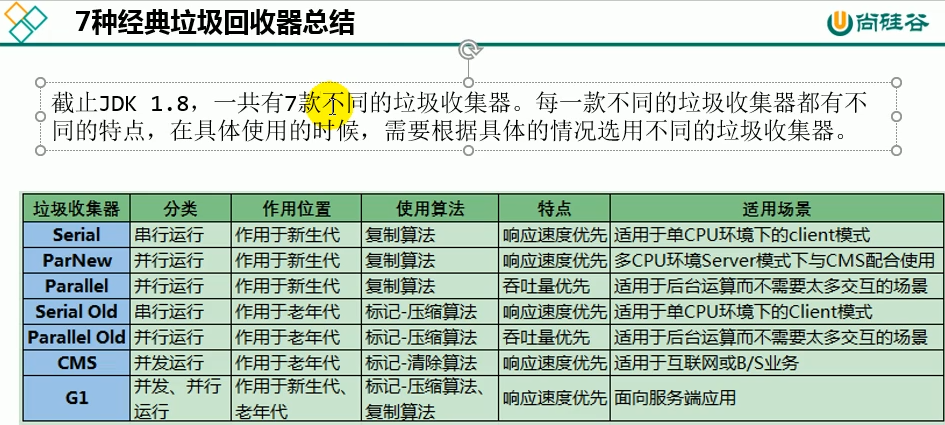 7种经典垃圾回收器总结
尚硅谷
截止JDK 1.8，一共有7款不同的垃圾收集器。每一款不同的垃圾收集器都有不
同的特点，在具体使用的时候，需要根据具体的情况选用不同的垃圾收集器。
垃圾收集器 分类 作用位置 使用算法 特点 适用场景
Serial 串行运行 作用于新生代 复制算法 响应速度优先 适用于单CPU环境下的client模式
ParNew 并行运行 作用于新生代 复制算法 响应速度优先 多CPU环境Server模式下与CMS配合使用
Parallel 并行运行 作用于新生代 复制算法 吞吐量优先 适用于后台运算而不需要太多交互的场景
Serial Old 串行运行 作用于老年代 标记-压缩算法 响应速度优先 适用于单CPU环境下的Client模式
Parallel Old 并行运行 作用于老年代 标记-压缩算法 吞吐量优先 适用于后台运算而不需要太多交互的场景
CMS 并发运行 作用于老年代 标记-清除算法 响应速度优先 适用于互联网或B/S业务
G1 并发、并行运行 作用于新生代、老年代 标记-压缩算法、复制算法 响应速度优先 面向服务端应用